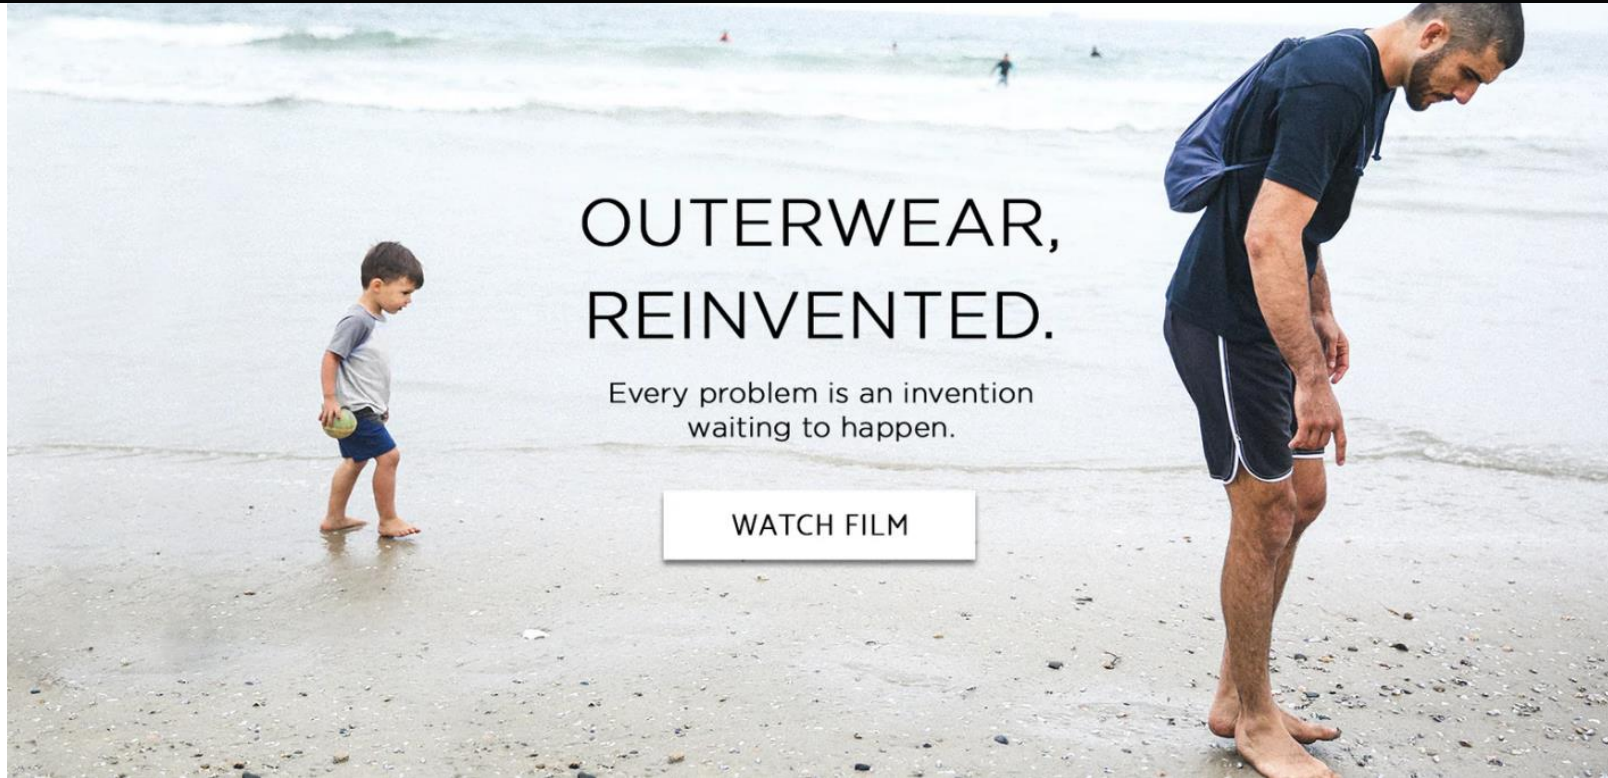 OUTERWEAR,
REINVENTED.
Every problem is an invention
waiting to happen.
WATCH FILM